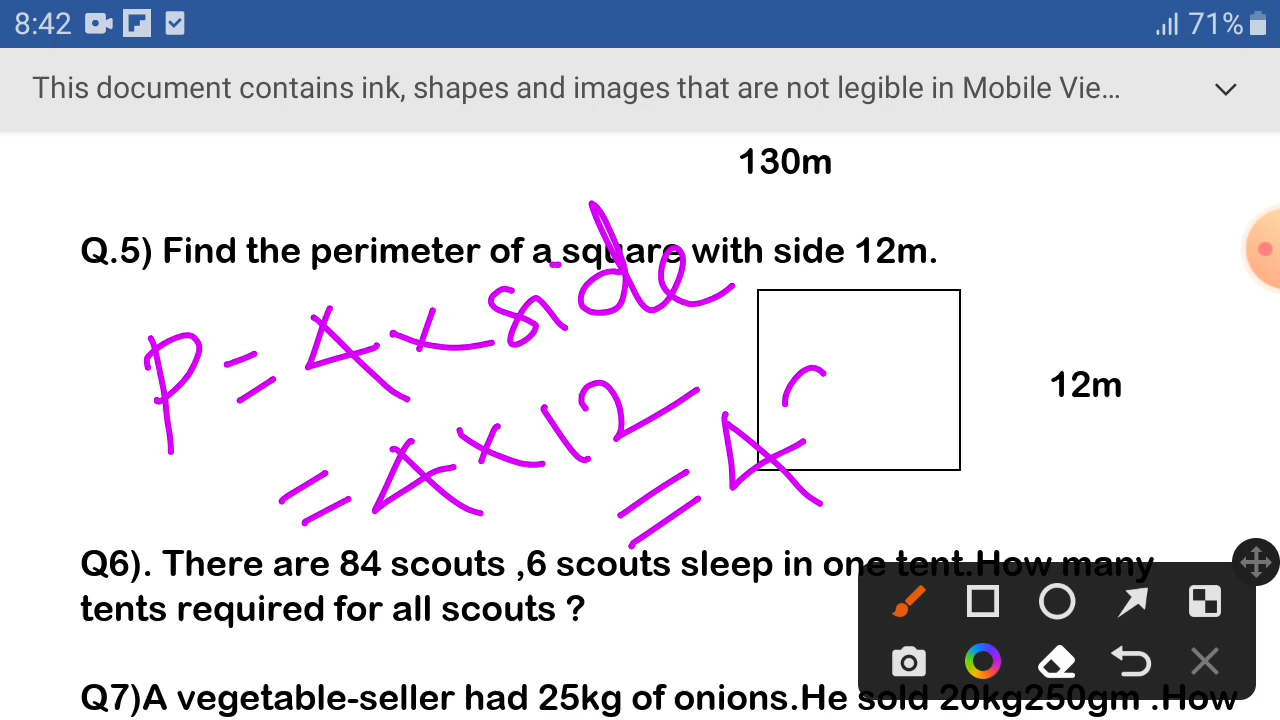 8:42 71%
This document contains ink, shapes and images that are not legible in Mobile Vie...
130m
Q.5) Find the perimeter of a square with side 12m.
P = 4 × side
12m
= 4 × 12
= 4
Q6). There are 84 scouts ,6 scouts sleep in one tent.How many
tents required for all scouts ?
Q7)A vegetable-seller had 25kg of onions.He sold 20kg250gm .How